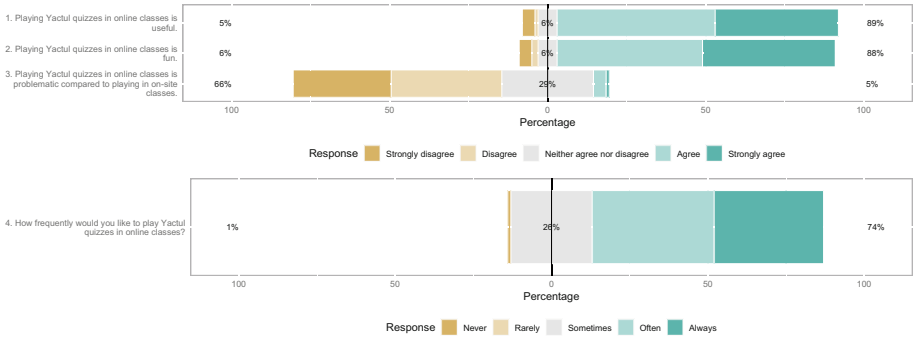 1. Playing Yactul quizzes in online classes is
useful.
5%
6%
89%
2. Playing Yactul quizzes in online classes is
fun.
6%
6%
88%
3. Playing Yactul quizzes in online classes is
problematic compared to playing in on-site
classes.
66%
29%
5%
100 50 0 50 100
Percentage
Response Strongly disagree Disagree Neither agree nor disagree Agree Strongly agree
4. How frequently would you like to play Yactul
quizzes in online classes?
1%
26%
74%
100 50 0 50 100
Percentage
Response Never Rarely Sometimes Often Always